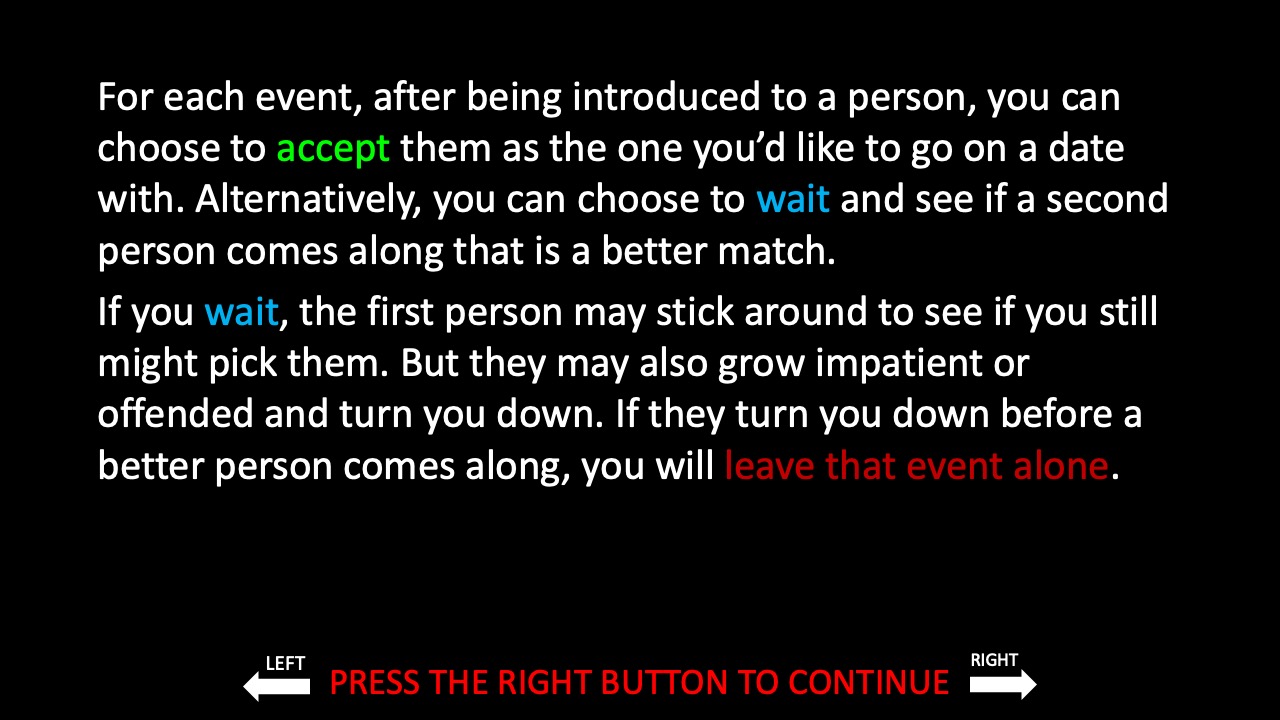 For each event, after being introduced to a person, you can
choose to accept them as the one you’d like to go on a date
with. Alternatively, you can choose to wait and see if a second
person comes along that is a better match.
If you wait, the first person may stick around to see if you still
might pick them. But they may also grow impatient or
offended and turn you down. If they turn you down before a
better person comes along, you will leave that event alone.
LEFT
PRESS THE RIGHT BUTTON TO CONTINUE
RIGHT